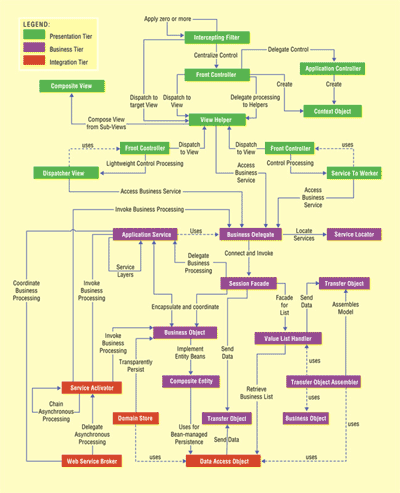 LEGEND:
Presentation Tier
Business Tier
Integration Tier
Apply zero or more
Intercepting Filter
Centralize Control
Delegate Control
Front Controller
Application Controller
Composite View
Create
Create
Dispatch to
target View
Dispatch to
View
Delegate processing
to Helpers
Context Object
Compose View
from Sub-Views
View Helper
uses
Front Controller
Dispatch
to View
Dispatch
to View
Front Controller
uses
Lightweight Control Processing
Control Processing
Dispatcher View
Access
Business
Service
Service To Worker
Access Business Service
Access
Business
Service
Invoke Business Processing
Application Service
Uses
Business Delegate
Locate
Services
Service Locator
Connect and Invoke
Service
Layers
Delegate
Business
Processing
Coordinate
Business
Processing
Invoke
Business
Processing
Session Facade
Transfer Object
Encapsulate and coordinate
Facade
for
List
Send
Data
Assembles
Model
Invoke
Business
Processing
Business Object
Value List Handler
Transparently
Persist
Implement
Entity Beans
Send
Data
uses
Service Activator
Composite Entity
Transfer Object Assembler
Retrieve
Business List
Chain
Asynchronous
Processing
Domain Store
Transfer Object
Business Object
uses
Delegate
Asynchronous
Processing
Uses for
Bean-managed
Persistence
Send Data
Web Service Broker
uses
Data Access Object
uses